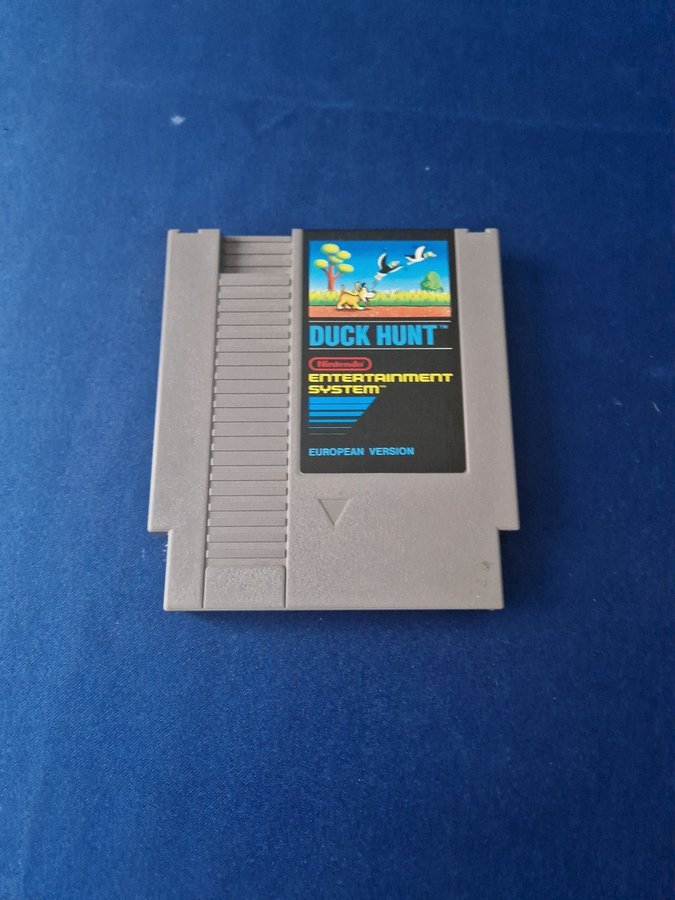 DUCK HUNT™
Nintendo
ENTERTAINMENT
SYSTEM™
EUROPEAN VERSION